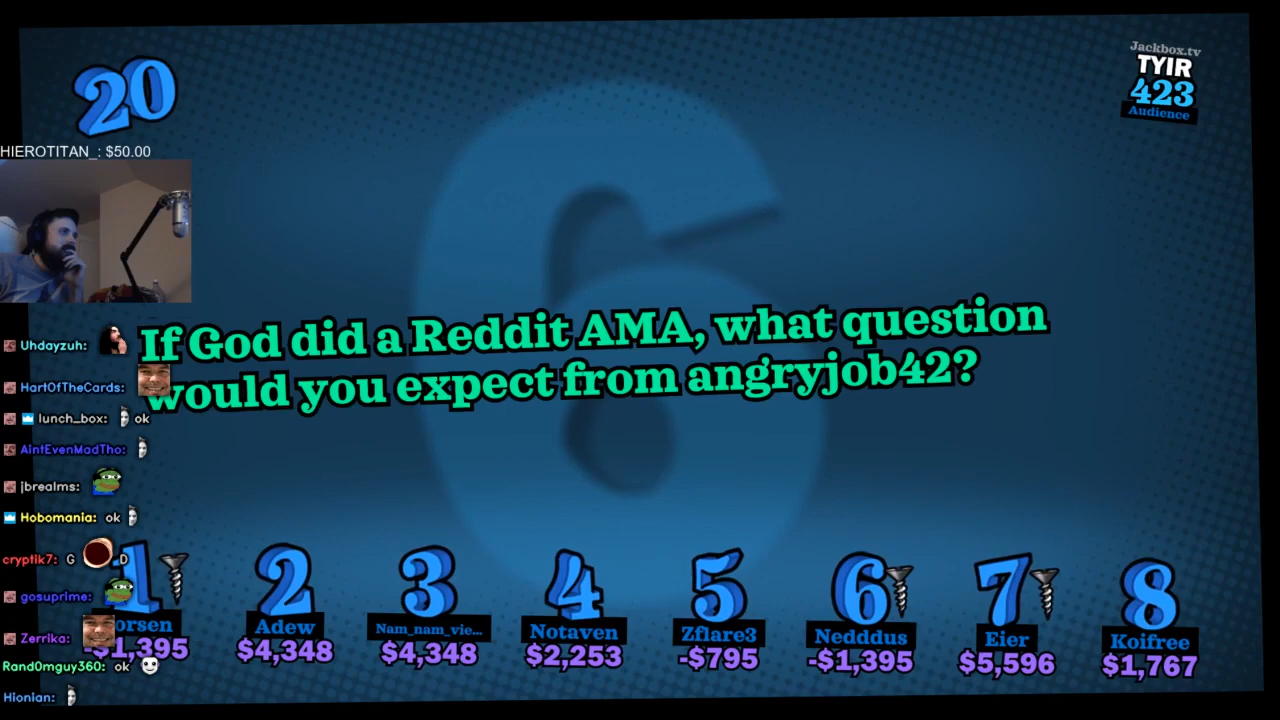 20
Jackbox.tv
TYIR
423
Audience
HIEROTITAN_: $50.00
If God did a Reddit AMA, what question
would you expect from angryjob42?
Uhdayzuh:
HartOfTheCards:
lunch_box: ok
AintEvenMadTho:
jbrealms:
Hobomania: ok
cryptik7: G D
gosuprime:
Zerrika:
Rand0mguy360: ok
Hionian:
6
1
orsen
-$1,395
2
Adew
$4,348
3
Nam_nam_vie...
$4,348
4
Notaven
$2,253
5
Zflare3
-$795
6
Nedddus
-$1,395
7
Eier
$5,596
8
Koifree
$1,767